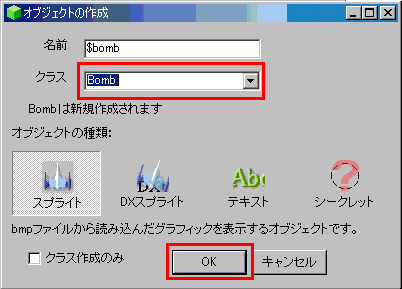 オブジェクトの作成
名前 $bomb
クラス Bomb
Bombは新規作成されます
オブジェクトの種類:
DX Abc ?
スプライト DXスプライト テキスト シークレット
bmpファイルから読み込んだグラフィックを表示するオブジェクトです。
クラス作成のみ OK キャンセル